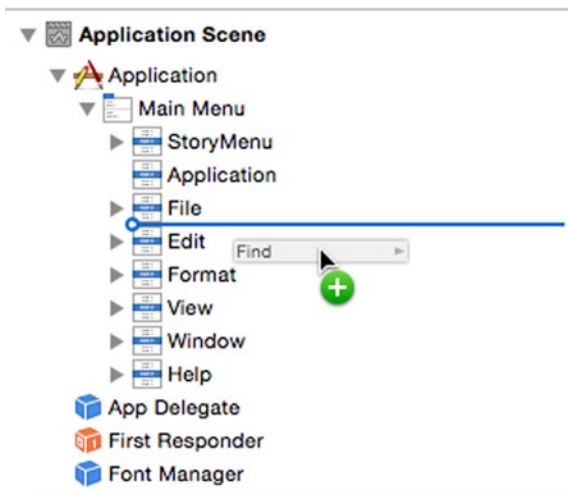 Application Scene
Application
Main Menu
StoryMenu
Application
File
Edit
Find
Format
View
Window
Help
App Delegate
First Responder
Font Manager